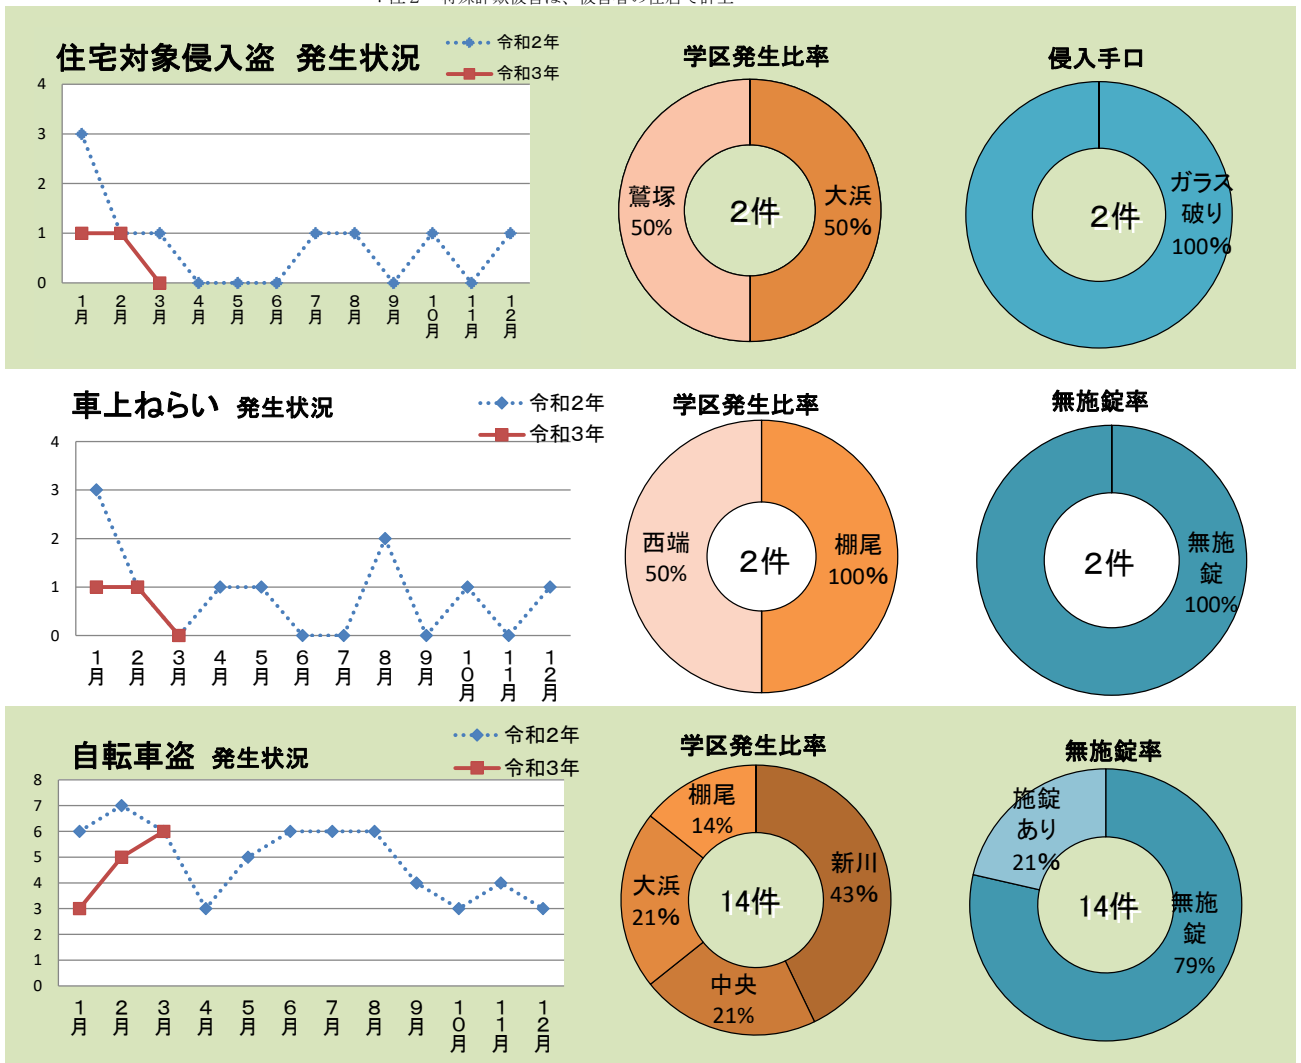 住宅対象侵入盗　発生状況
令和2年
令和3年
4
3
2
1
0
1月
2月
3月
4月
5月
6月
7月
8月
9月
10月
11月
12月
学区発生比率
鷲塚
50%
大浜
50%
2件
侵入手口
ガラス
破り
100%
2件
車上ねらい　発生状況
令和2年
令和3年
4
3
2
1
0
1月
2月
3月
4月
5月
6月
7月
8月
9月
10月
11月
12月
学区発生比率
西端
50%
棚尾
100%
2件
無施錠率
無施
錠
100%
2件
自転車盗　発生状況
令和2年
令和3年
8
7
6
5
4
3
2
1
0
1月
2月
3月
4月
5月
6月
7月
8月
9月
10月
11月
12月
学区発生比率
棚尾
14%
新川
43%
大浜
21%
中央
21%
14件
無施錠率
施錠
あり
21%
無施
錠
79%
14件